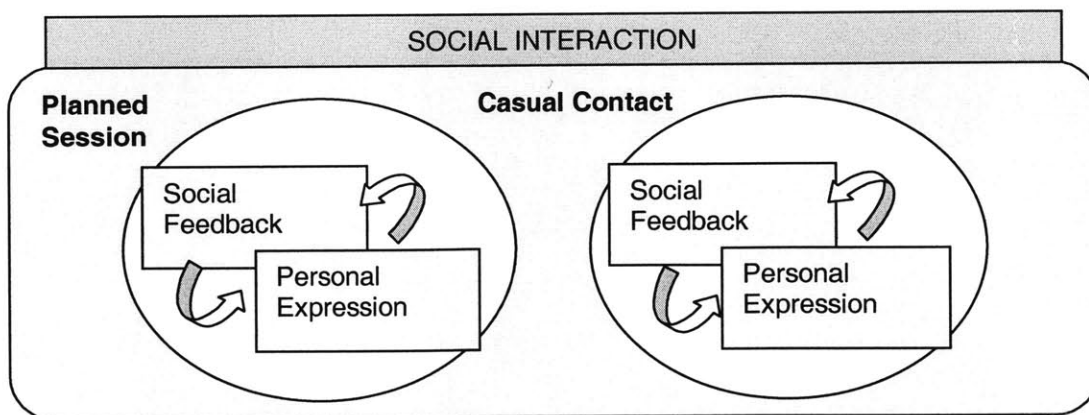 SOCIAL INTERACTION
Planned
Session
Casual Contact
Social
Feedback
Personal
Expression
Social
Feedback
Personal
Expression